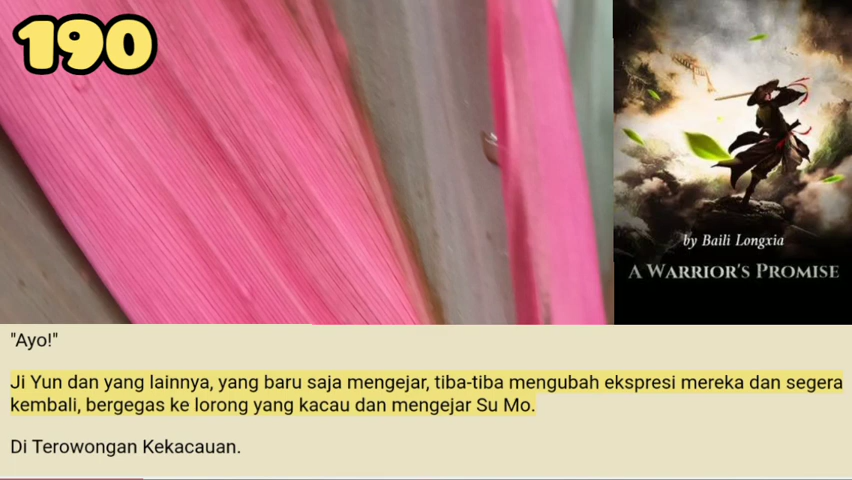 190
by Baili Longxia
A WARRIOR'S PROMISE
"Ayo!"
Ji Yun dan yang lainnya, yang baru saja mengejar, tiba-tiba mengubah ekspresi mereka dan segera
kembali, bergegas ke lorong yang kacau dan mengejar Su Mo.
Di Terowongan Kekacauan.